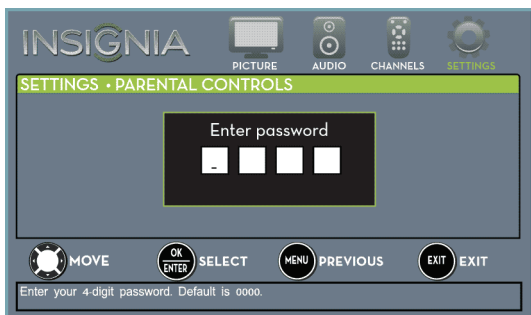 INSIGNIA
PICTURE AUDIO CHANNELS SETTINGS
SETTINGS • PARENTAL CONTROLS
Enter password
_
MOVE OK ENTER SELECT MENU PREVIOUS EXIT EXIT
Enter your 4-digit password. Default is 0000.